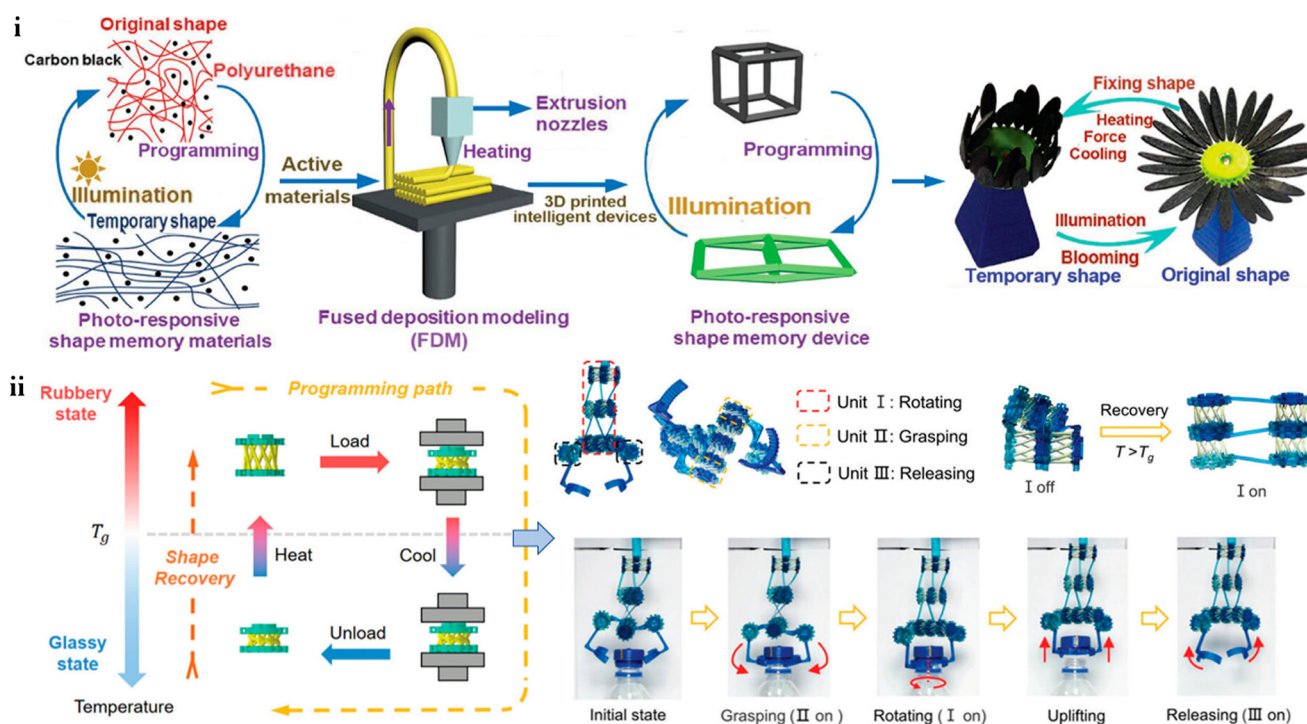 i
Original shape
Carbon black
Polyurethane
Programming
Illumination
Temporary shape
Photo-responsive
shape memory materials
Active
materials
Extrusion
nozzles
Heating
Fused deposition modeling
(FDM)
3D printed
intelligent devices
Programming
Illumination
Photo-responsive
shape memory device
Fixing shape
Heating
Force
Cooling
Illumination
Blooming
Temporary shape
Original shape
ii
Rubbery
state
Tg
Glassy
state
Temperature
Programming path
Load
Heat
Cool
Shape
Recovery
Unload
Unit Ⅰ: Rotating
Unit Ⅱ: Grasping
Unit Ⅲ: Releasing
Recovery
T>Tg
Ⅰ off
Ⅰ on
Initial state
Grasping (Ⅱ on)
Rotating (Ⅰ on)
Uplifting
Releasing (Ⅲ on)